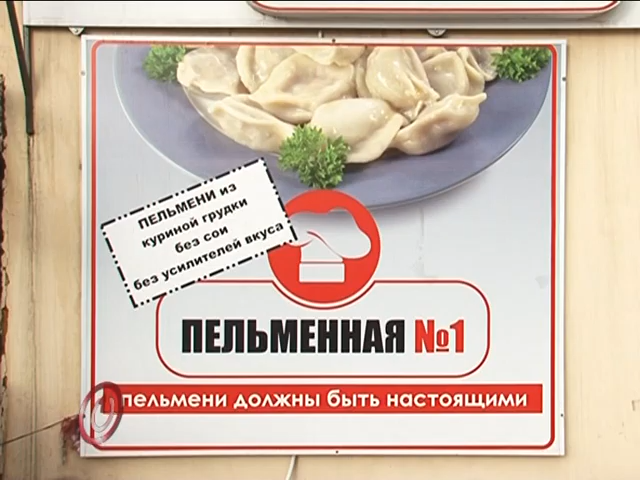 ПЕЛЬМЕНИ из
куриной грудки
без сои
без усилителей вкуса
ПЕЛЬМЕННАЯ №1
пельмени должны быть настоящими